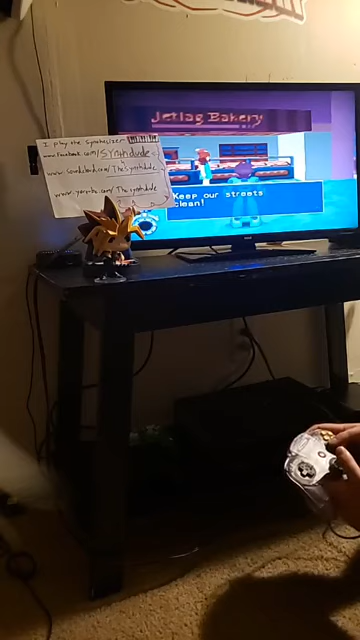 Jetlag Bakery
I play the synthesizer
www.facebook.com/Synthdude
www.soundcloud.com/Thesynthdude
www.youtube.com/Thesynthdude
Keep our streets
clean!